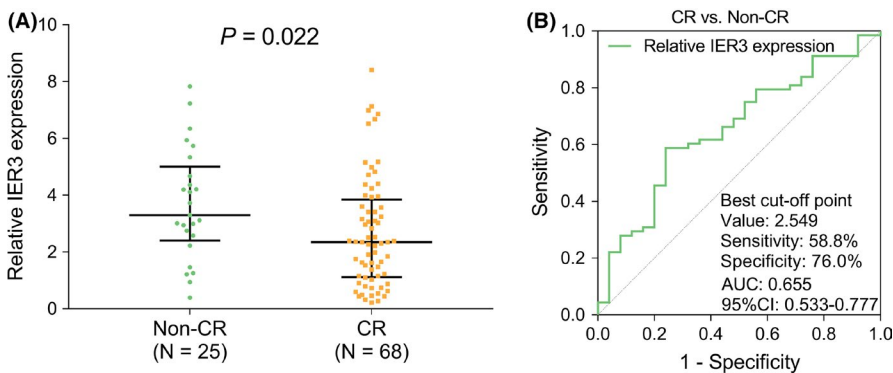 (A)
P = 0.022
Relative IER3 expression
10
8
6
4
2
0
Non-CR
(N = 25)
CR
(N = 68)
(B)
CR vs. Non-CR
Relative IER3 expression
Sensitivity
1.0
0.8
0.6
0.4
0.2
0.0
Best cut-off point
Value: 2.549
Sensitivity: 58.8%
Specificity: 76.0%
AUC: 0.655
95%CI: 0.533-0.777
0.0 0.2 0.4 0.6 0.8 1.0
1 - Specificity